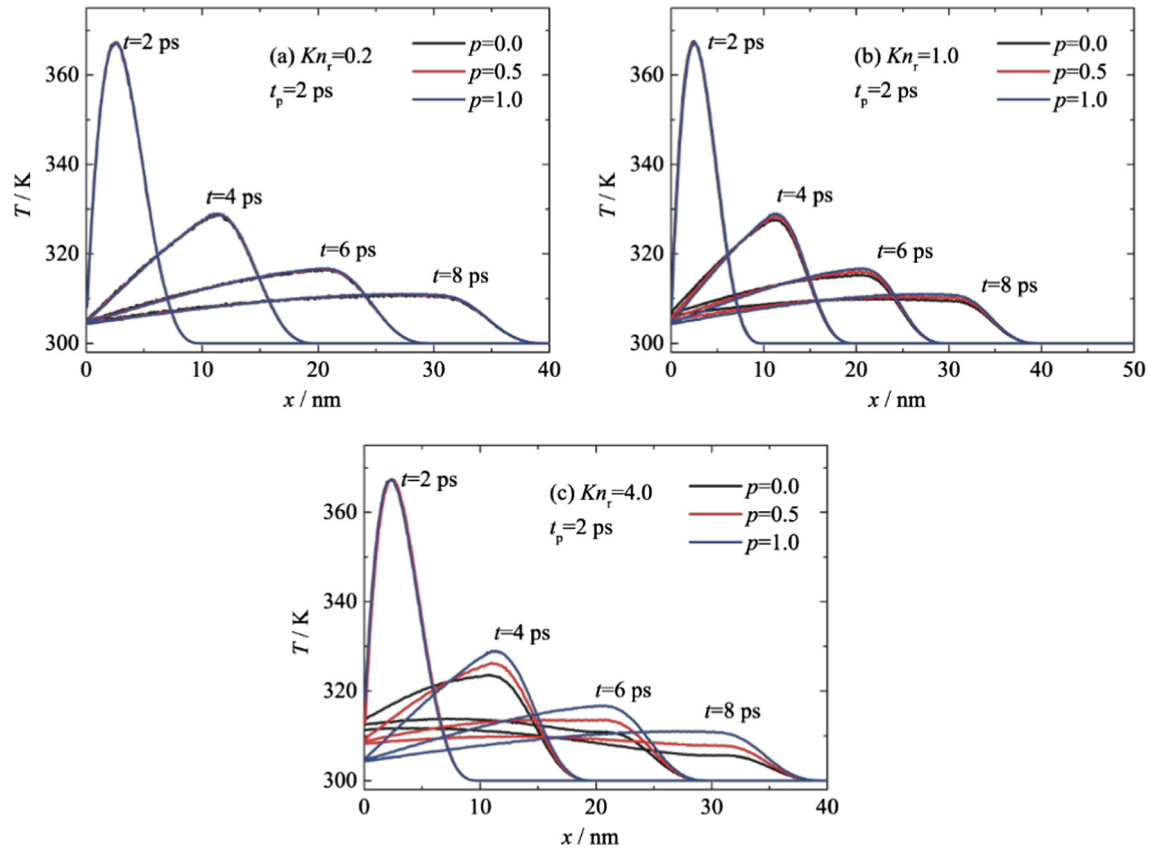 t=2 ps
(a) Knr=0.2
tp=2 ps
p=0.0
p=0.5
p=1.0
t=4 ps
t=6 ps
t=8 ps
360
340
320
300
T / K
0 10 20 30 40
x / nm
t=2 ps
(b) Knr=1.0
tp=2 ps
p=0.0
p=0.5
p=1.0
t=4 ps
t=6 ps
t=8 ps
360
340
320
300
T / K
0 10 20 30 40 50
x / nm
t=2 ps
(c) Knr=4.0
tp=2 ps
p=0.0
p=0.5
p=1.0
t=4 ps
t=6 ps
t=8 ps
360
340
320
300
T / K
0 10 20 30 40
x / nm